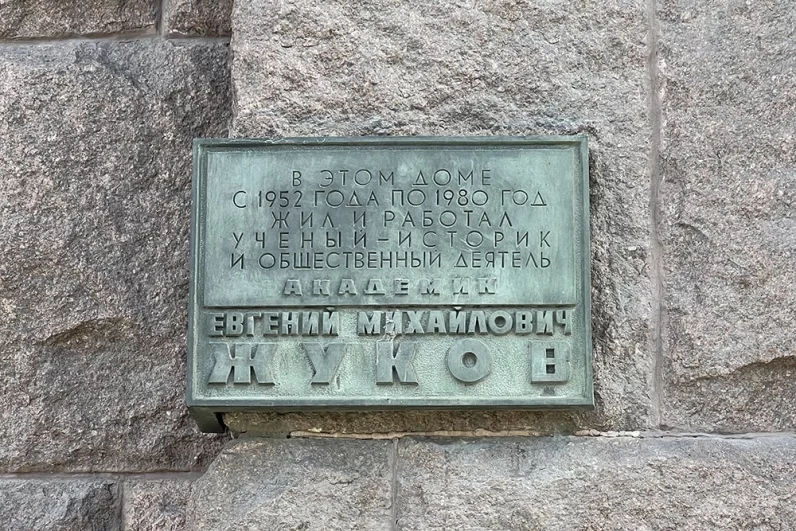 В ЭТОМ ДОМЕ
С 1952 ГОДА ПО 1980 ГОД
ЖИЛ И РАБОТАЛ
УЧЕНЫЙ-ИСТОРИК
И ОБЩЕСТВЕННЫЙ ДЕЯТЕЛЬ
АКАДЕМИК
ЕВГЕНИЙ МИХАЙЛОВИЧ
ЖУКОВ